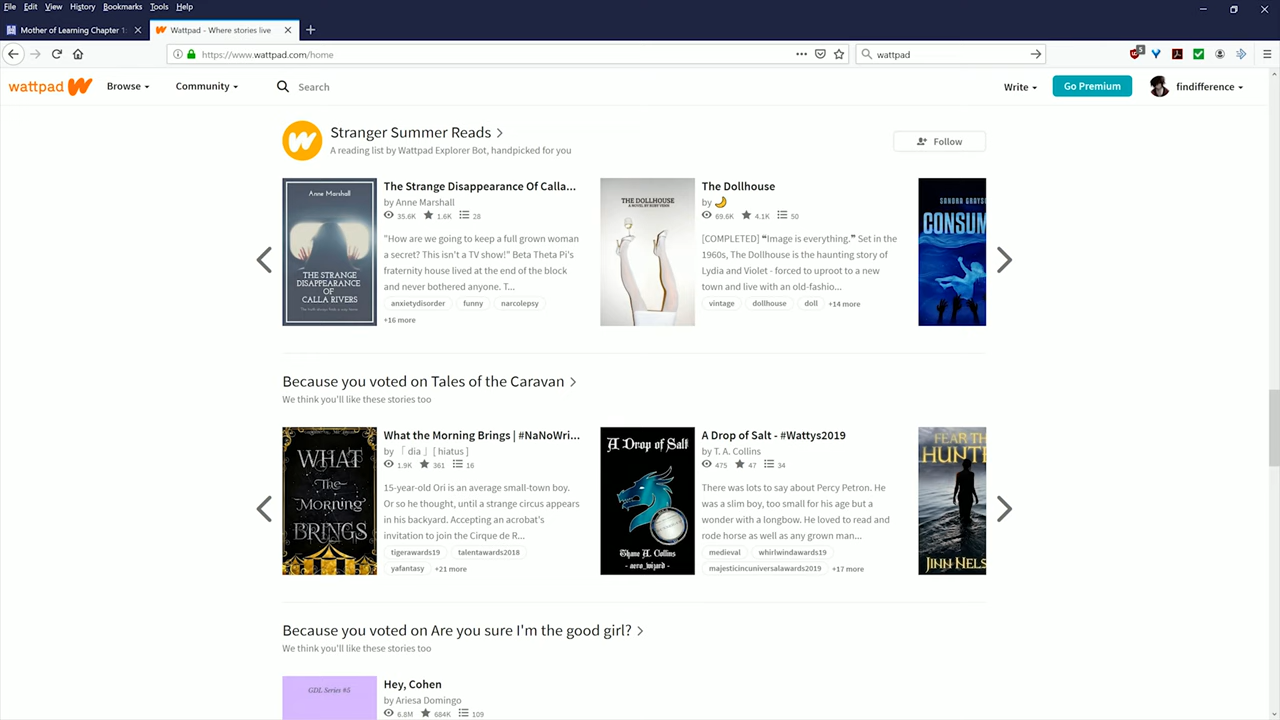 File Edit View History Bookmarks Tools Help
Mother of Learning Chapter 1
Wattpad - Where stories live
https://www.wattpad.com/home
wattpad
5
wattpad
Browse
Community
Search
Write
Go Premium
findifference
Stranger Summer Reads
A reading list by Wattpad Explorer Bot, handpicked for you
Follow
Anne Marshall
THE STRANGE
DISAPPEARANCE
OF
CALLA RIVERS
The Strange Disappearance Of Calla...
by Anne Marshall
35.6K 1.6K 28
"How are we going to keep a full grown woman
a secret? This isn't a TV show!" Beta Theta Pi's
fraternity house lived at the end of the block
and never bothered anyone. T...
anxietydisorder funny narcolepsy
+16 more
THE DOLLHOUSE
The Dollhouse
by 🌙
69.6K 4.1K 50
[COMPLETED] ❝Image is everything.❞ Set in the
1960s, The Dollhouse is the haunting story of
Lydia and Violet - forced to uproot to a new
town and live with an old-fashio...
vintage dollhouse doll +14 more
SANDRA GRAYS
CONSUM
Because you voted on Tales of the Caravan
We think you'll like these stories too
WHAT
The
Morning
BRINGS
What the Morning Brings | #NaNoWri...
by 「 dia 」 [ hiatus ]
1.9K 361 16
15-year-old Ori is an average small-town boy.
Or so he thought, until a strange circus appears
in his backyard. Accepting an acrobat's
invitation to join the Cirque de R...
tigerawards19 talentawards2018
yafantasy +21 more
A Drop of Salt
Thane A. Collins
- aero_wizard -
A Drop of Salt - #Wattys2019
by T. A. Collins
475 47 34
There was lots to say about Percy Petron. He
was a slim boy, too small for his age but a
wonder with a longbow. He loved to read and
rode horse as well as any grown man...
medieval whirlwindawards19
majesticinuniversalawards2019 +17 more
FEAR TH
HUNTE
JINN NELS
Because you voted on Are you sure I'm the good girl?
We think you'll like these stories too
GDL Series #5
Hey, Cohen
by Ariesa Domingo
6.8M 684K 109